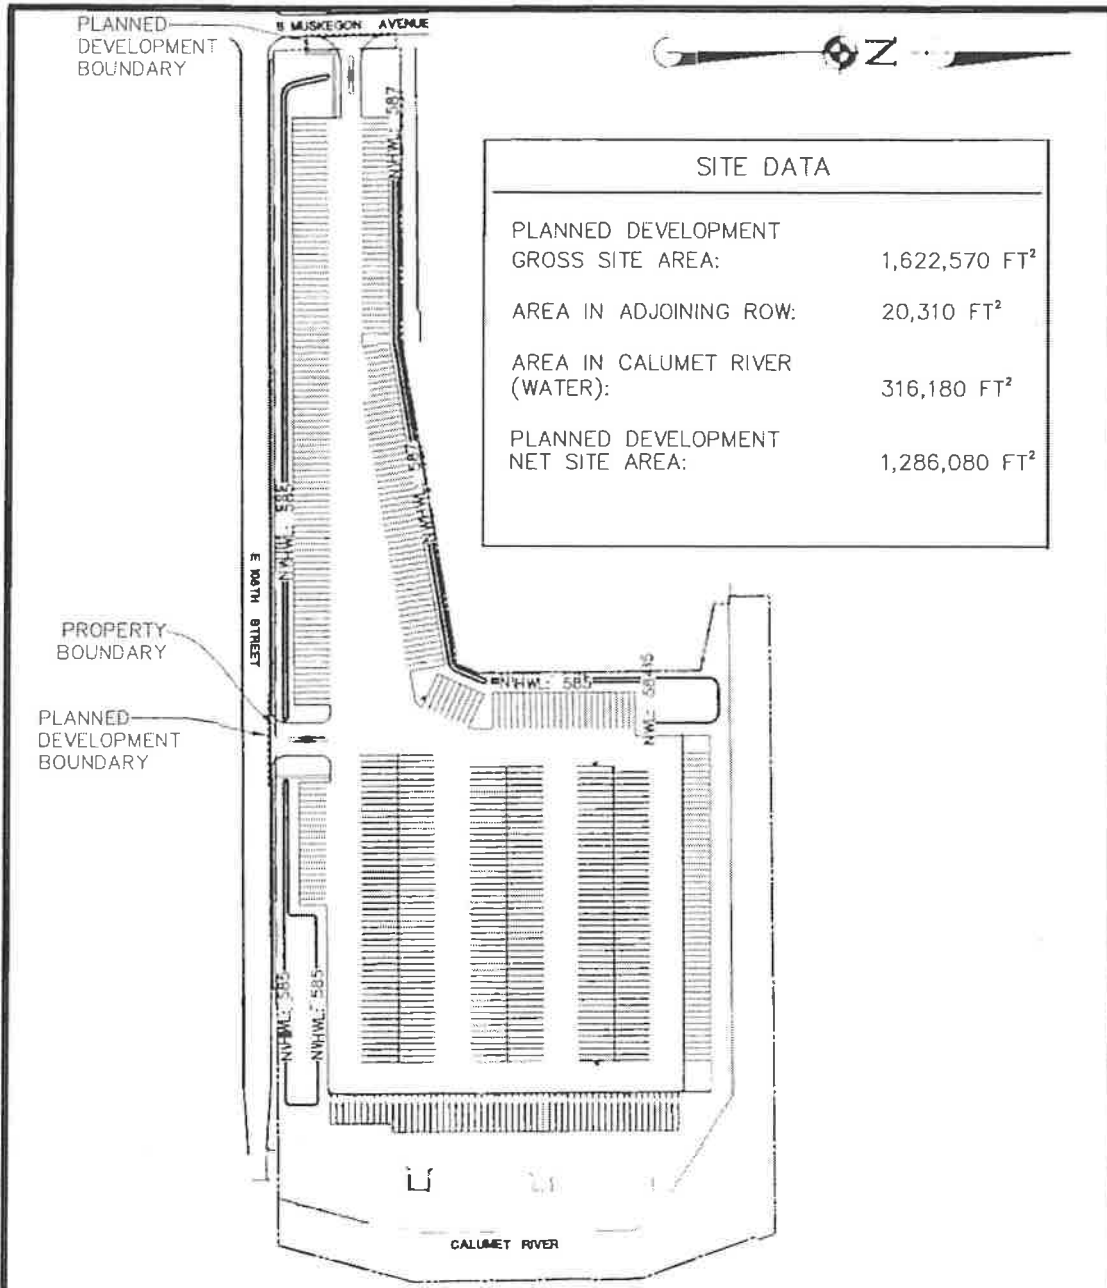 PLANNED
DEVELOPMENT
BOUNDARY
S MUSKEGON AVENUE
N
SITE DATA
PLANNED DEVELOPMENT
GROSS SITE AREA: 1,622,570 FT²
AREA IN ADJOINING ROW: 20,310 FT²
AREA IN CALUMET RIVER
(WATER): 316,180 FT²
PLANNED DEVELOPMENT
NET SITE AREA: 1,286,080 FT²
E 106TH STREET
PROPERTY
BOUNDARY
PLANNED
DEVELOPMENT
BOUNDARY
HWL: 587
HWL: 585
HWL: 585
HWL: 585
HWL: 585
CALUMET RIVER